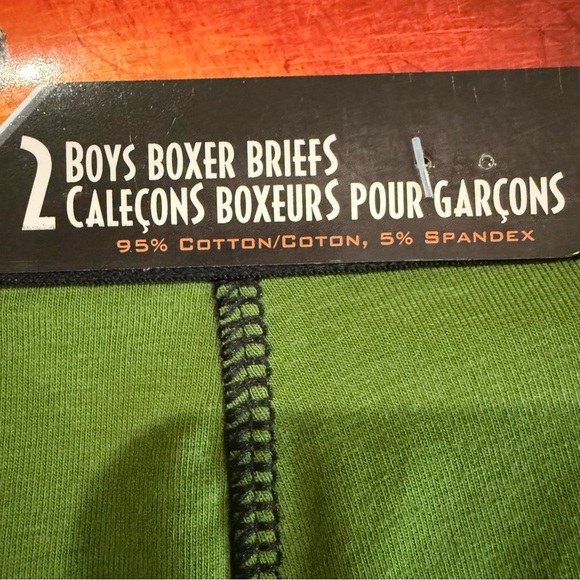 2 BOYS BOXER BRIEFS
CALEÇONS BOXEURS POUR GARÇONS
95% COTTON/COTON, 5% SPANDEX